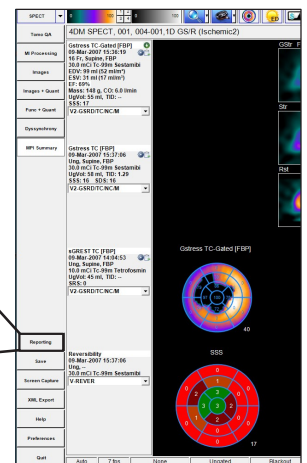 SPECT
0
100
100
ED
Tomo QA
MI Processing
Images
Images + Quant
Func + Quant
Dyssynchrony
MPI Summary
Reporting
Save
Screen Capture
XML Export
Help
Preferences
Quit
4DM SPECT, 001, 004-001,1D GS/R (Ischemic2)
Gstress TC-Gated [FBP]
09-Mar-2007 15:38:19
16 Fr, Supine, FBP
30.0 mCi Tc-99m Sestamibi
EDV: 99 ml (52 ml/m²)
ESV: 31 ml (17 ml/m²)
EF: 69%
Mass: 148 g, CO: 6.0 l/min
UgVol: 55 ml, TID: --
SSS: 17
V2-GSRD/TC/NC/M
Gstress TC [FBP]
09-Mar-2007 15:37:06
Ung, Supine, FBP
30.0 mCi Tc-99m Sestamibi
UgVol: 58 ml, TID: 1.29
SSS: 16 SDS: 16
V2-GSRD/TC/NC/M
sGREST TC [FBP]
09-Mar-2007 14:04:53
Ung, Supine, FBP
10.0 mCi Tc-99m Tetrofosmin
UgVol: 45 ml, TID: --
SRS: 0
V2-GSRD/TC/NC/M
Reversibility
09-Mar-2007 15:37:06
Ung, --
30.0 mCi Tc-99m Sestamibi
V-REVER
GStr F
Str
Rst
Gstress TC-Gated [FBP]
40
SSS
17
Auto 7 fps None Ungated Blackout